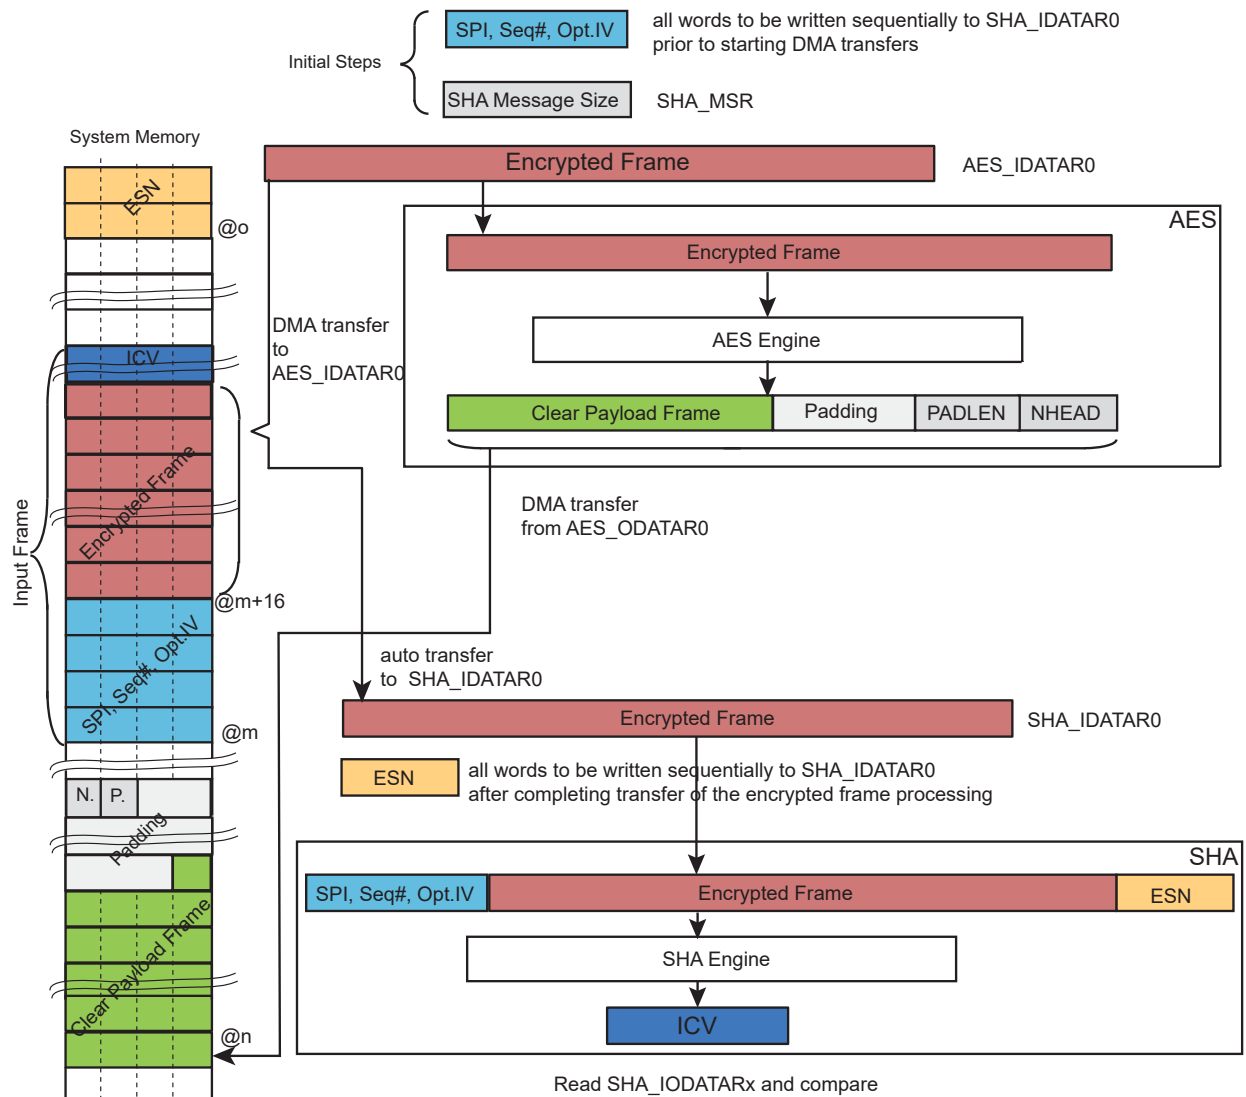 SPI, Seq#, Opt.IV
all words to be written sequentially to SHA_IDATAR0
prior to starting DMA transfers
Initial Steps
SHA Message Size
SHA_MSR
System Memory
Encrypted Frame
AES_IDATAR0
ESN
@o
AES
Encrypted Frame
DMA transfer
to
AES_IDATAR0
AES Engine
ICV
Clear Payload Frame
Padding
PADLEN
NHEAD
Input Frame
Encrypted Frame
DMA transfer
from AES_ODATAR0
@m+16
SPI, Seq#, Opt.IV
auto transfer
to SHA_IDATAR0
@m
Encrypted Frame
SHA_IDATAR0
ESN
all words to be written sequentially to SHA_IDATAR0
after completing transfer of the encrypted frame processing
N.
P.
Padding
SHA
SPI, Seq#, Opt.IV
Encrypted Frame
ESN
Clear Payload Frame
SHA Engine
@n
ICV
Read SHA_IODATARx and compare